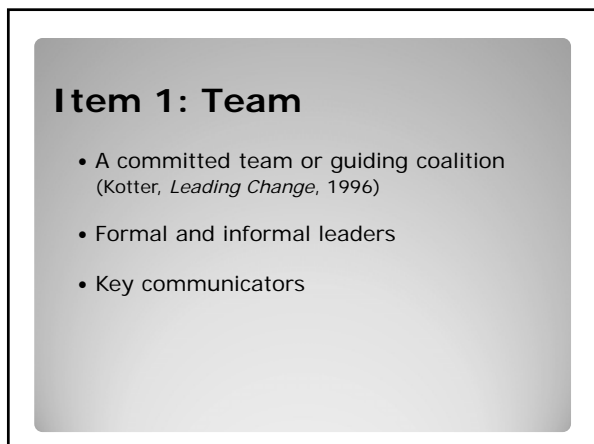 Item 1: Team
• A committed team or guiding coalition
(Kotter, Leading Change, 1996)
• Formal and informal leaders
• Key communicators